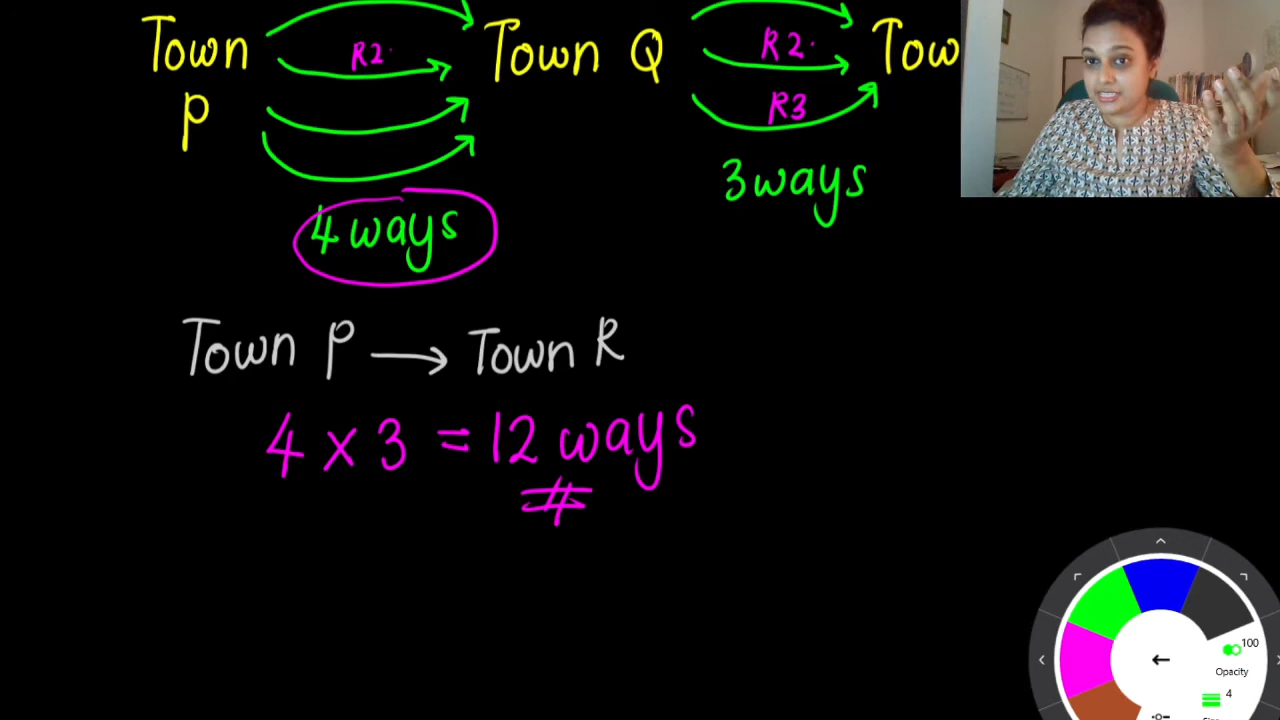 Town
R2
Town Q
R2
Tow
P
R3
3ways
4 ways
Town P → Town R
4 × 3 = 12 ways
100
Opacity
4